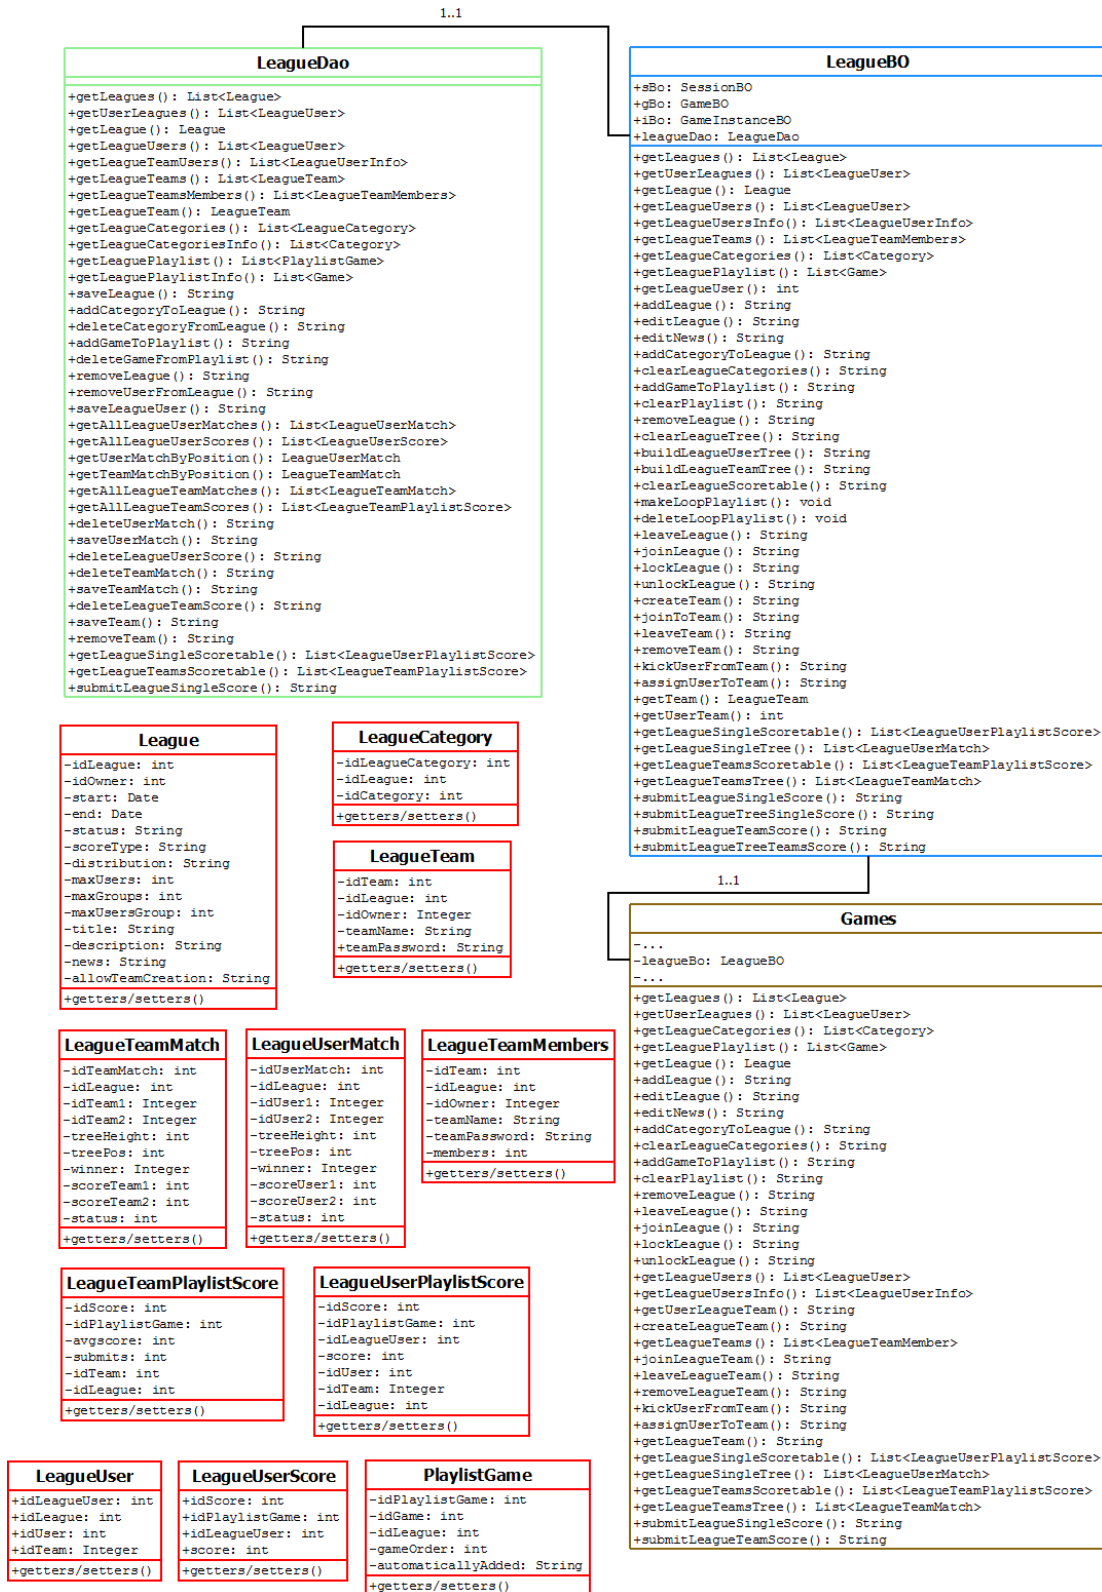 1..1
LeagueDao
+getLeagues(): List<League>
+getUserLeagues(): List<LeagueUser>
+getLeague(): League
+getLeagueUsers(): List<LeagueUser>
+getLeagueTeamUsers(): List<LeagueUserInfo>
+getLeagueTeams(): List<LeagueTeam>
+getLeagueTeamsMembers(): List<LeagueTeamMembers>
+getLeagueTeam(): LeagueTeam
+getLeagueCategories(): List<LeagueCategory>
+getLeagueCategoriesInfo(): List<Category>
+getLeaguePlaylist(): List<PlaylistGame>
+getLeaguePlaylistInfo(): List<Game>
+saveLeague(): String
+addCategoryToLeague(): String
+deleteCategoryFromLeague(): String
+addGameToPlaylist(): String
+deleteGameFromPlaylist(): String
+removeLeague(): String
+removeUserFromLeague(): String
+saveLeagueUser(): String
+getAllLeagueUserMatches(): List<LeagueUserMatch>
+getAllLeagueUserScores(): List<LeagueUserScore>
+getUserMatchByPosition(): LeagueUserMatch
+getTeamMatchByPosition(): LeagueTeamMatch
+getAllLeagueTeamMatches(): List<LeagueTeamMatch>
+getAllLeagueTeamScores(): List<LeagueTeamPlaylistScore>
+deleteUserMatch(): String
+saveUserMatch(): String
+deleteLeagueUserScore(): String
+deleteTeamMatch(): String
+saveTeamMatch(): String
+deleteLeagueTeamScore(): String
+saveTeam(): String
+removeTeam(): String
+getLeagueSingleScoretable(): List<LeagueUserPlaylistScore>
+getLeagueTeamsScoretable(): List<LeagueTeamPlaylistScore>
+submitLeagueSingleScore(): String
LeagueBO
+sBo: SessionBO
+gBo: GameBO
+iBo: GameInstanceBO
+leagueDao: LeagueDao
+getLeagues(): List<League>
+getUserLeagues(): List<LeagueUser>
+getLeague(): League
+getLeagueUsers(): List<LeagueUser>
+getLeagueUsersInfo(): List<LeagueUserInfo>
+getLeagueTeams(): List<LeagueTeamMembers>
+getLeagueCategories(): List<Category>
+getLeaguePlaylist(): List<Game>
+getLeagueUser(): int
+addLeague(): String
+editLeague(): String
+editNews(): String
+addCategoryToLeague(): String
+clearLeagueCategories(): String
+addGameToPlaylist(): String
+clearPlaylist(): String
+removeLeague(): String
+clearLeagueTree(): String
+buildLeagueUserTree(): String
+buildLeagueTeamTree(): String
+clearLeagueScoretable(): String
+makeLoopPlaylist(): void
+deleteLoopPlaylist(): void
+leaveLeague(): String
+joinLeague(): String
+lockLeague(): String
+unlockLeague(): String
+createTeam(): String
+joinToTeam(): String
+leaveTeam(): String
+removeTeam(): String
+kickUserFromTeam(): String
+assignUserToTeam(): String
+getTeam(): LeagueTeam
+getUserTeam(): int
+getLeagueSingleScoretable(): List<LeagueUserPlaylistScore>
+getLeagueSingleTree(): List<LeagueUserMatch>
+getLeagueTeamsScoretable(): List<LeagueTeamPlaylistScore>
+getLeagueTeamsTree(): List<LeagueTeamMatch>
+submitLeagueSingleScore(): String
+submitLeagueTreeSingleScore(): String
+submitLeagueTeamScore(): String
+submitLeagueTreeTeamsScore(): String
1..1
Games
-...
-leagueBo: LeagueBO
-...
+getLeagues(): List<League>
+getUserLeagues(): List<LeagueUser>
+getLeagueCategories(): List<Category>
+getLeaguePlaylist(): List<Game>
+getLeague(): League
+addLeague(): String
+editLeague(): String
+editNews(): String
+addCategoryToLeague(): String
+clearLeagueCategories(): String
+addGameToPlaylist(): String
+clearPlaylist(): String
+removeLeague(): String
+leaveLeague(): String
+joinLeague(): String
+lockLeague(): String
+unlockLeague(): String
+getLeagueUsers(): List<LeagueUser>
+getLeagueUsersInfo(): List<LeagueUserInfo>
+getUserLeagueTeam(): String
+createLeagueTeam(): String
+getLeagueTeams(): List<LeagueTeamMember>
+joinLeagueTeam(): String
+leaveLeagueTeam(): String
+removeLeagueTeam(): String
+kickUserFromTeam(): String
+assignUserToTeam(): String
+getLeagueTeam(): String
+getLeagueSingleScoretable(): List<LeagueUserPlaylistScore>
+getLeagueSingleTree(): List<LeagueUserMatch>
+getLeagueTeamsScoretable(): List<LeagueTeamPlaylistScore>
+getLeagueTeamsTree(): List<LeagueTeamMatch>
+submitLeagueSingleScore(): String
+submitLeagueTeamScore(): String
League
-idLeague: int
-idOwner: int
-start: Date
-end: Date
-status: String
-scoreType: String
-distribution: String
-maxUsers: int
-maxGroups: int
-maxUsersGroup: int
-title: String
-description: String
-news: String
-allowTeamCreation: String
+getters/setters()
LeagueCategory
-idLeagueCategory: int
-idLeague: int
-idCategory: int
+getters/setters()
LeagueTeam
-idTeam: int
-idLeague: int
-idOwner: Integer
-teamName: String
+teamPassword: String
+getters/setters()
LeagueTeamMatch
-idTeamMatch: int
-idLeague: int
-idTeam1: Integer
-idTeam2: Integer
-treeHeight: int
-treePos: int
-winner: Integer
-scoreTeam1: int
-scoreTeam2: int
-status: int
+getters/setters()
LeagueUserMatch
-idUserMatch: int
-idLeague: int
-idUser1: Integer
-idUser2: Integer
-treeHeight: int
-treePos: int
-winner: Integer
-scoreUser1: int
-scoreUser2: int
-status: int
+getters/setters()
LeagueTeamMembers
-idTeam: int
-idLeague: int
-idOwner: Integer
-teamName: String
-teamPassword: String
-members: int
+getters/setters()
LeagueTeamPlaylistScore
-idScore: int
-idPlaylistGame: int
-avgscore: int
-submits: int
-idTeam: int
-idLeague: int
+getters/setters()
LeagueUserPlaylistScore
-idScore: int
-idPlaylistGame: int
-idLeagueUser: int
-score: int
-idUser: int
-idTeam: Integer
-idLeague: int
+getters/setters()
LeagueUser
+idLeagueUser: int
+idLeague: int
+idUser: int
+idTeam: Integer
+getters/setters()
LeagueUserScore
+idScore: int
+idPlaylistGame: int
+idLeagueUser: int
+score: int
+getters/setters()
PlaylistGame
-idPlaylistGame: int
-idGame: int
-idLeague: int
-gameOrder: int
-automaticallyAdded: String
+getters/setters()